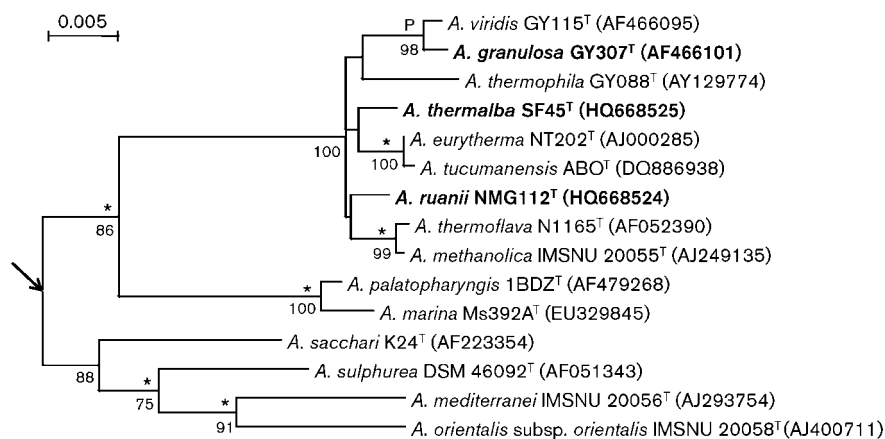 0.005
P
A. viridis GY115ᵀ (AF466095)
98
A. granulosa GY307ᵀ (AF466101)
A. thermophila GY088ᵀ (AY129774)
A. thermalba SF45ᵀ (HQ668525)
*
A. eurytherma NT202ᵀ (AJ000285)
100
100
A. tucumanensis ABOᵀ (DQ886938)
A. ruanii NMG112ᵀ (HQ668524)
*
86
*
A. thermoflava N1165ᵀ (AF052390)
99
A. methanolica IMSNU 20055ᵀ (AJ249135)
*
A. palatopharyngis 1BDZᵀ (AF479268)
100
A. marina Ms392Aᵀ (EU329845)
A. sacchari K24ᵀ (AF223354)
88
*
A. sulphurea DSM 46092ᵀ (AF051343)
75
*
A. mediterranei IMSNU 20056ᵀ (AJ293754)
91
A. orientalis subsp. orientalis IMSNU 20058ᵀ(AJ400711)